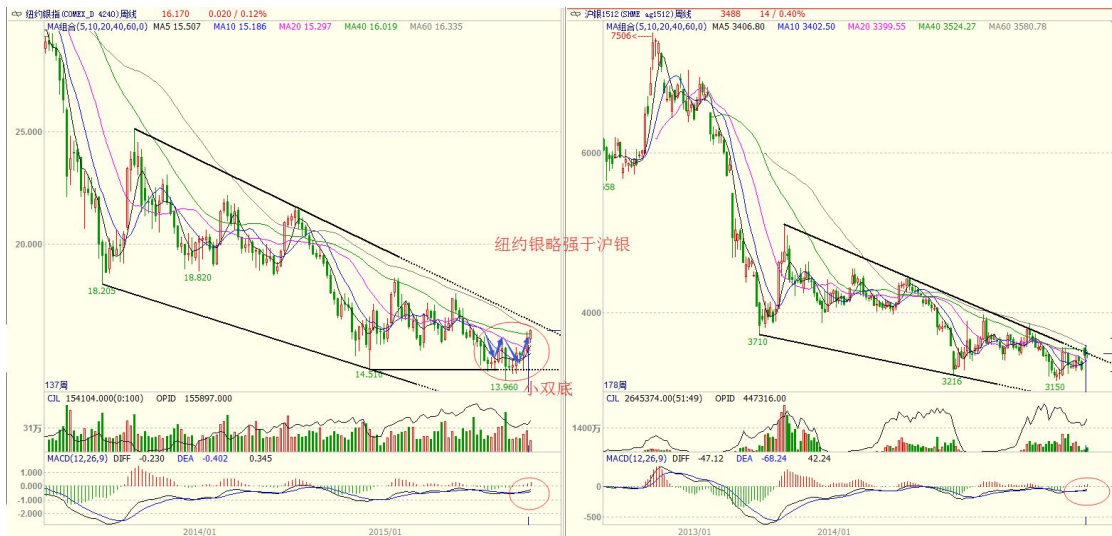 纽约银指(COMEX_D 4240)周线 16.170 0.020 / 0.12%
MA组合(5,10,20,40,60,0) MA5 15.507 MA10 15.186 MA20 15.297 MA40 16.019 MA60 16.335
25.000
20.000
18.205
18.820
14.510
13.960
小双底
137周
CJL 154104.000(0:100) OPID 155897.000
31万
MACD(12,26,9) DIFF -0.230 DEA -0.402 0.345
1.000
0.000
-1.000
-2.000
2014/01
2015/01
纽约银略强于沪银
沪银1512(SHME ag1512)周线 3488 14 / 0.40%
MA组合(5,10,20,40,60,0) MA5 3406.80 MA10 3402.50 MA20 3399.55 MA40 3524.27 MA60 3580.78
7506<-
6000
4000
3710
3216
3150
178周
CJL 2645374.00(51:49) OPID 447316.00
1400万
MACD(12,26,9) DIFF -47.12 DEA -68.24 42.24
0
-500
2013/01
2014/01